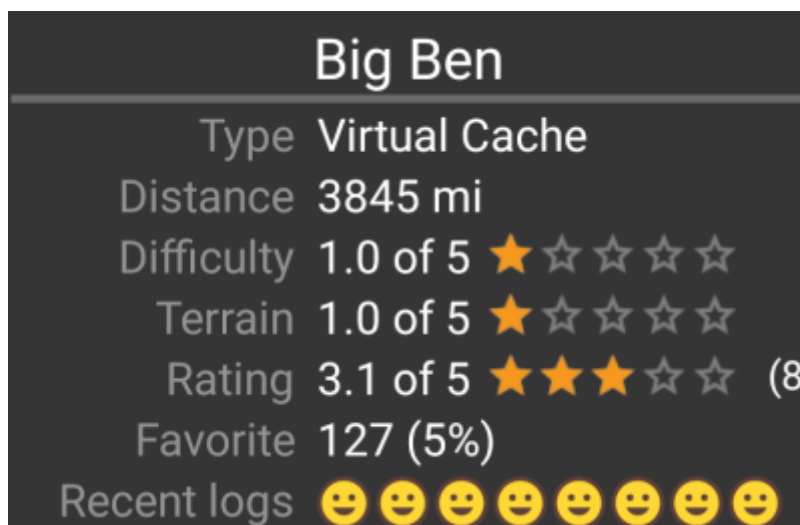 Big Ben
Type Virtual Cache
Distance 3845 mi
Difficulty 1.0 of 5
Terrain 1.0 of 5
Rating 3.1 of 5 (8
Favorite 127 (5%)
Recent logs